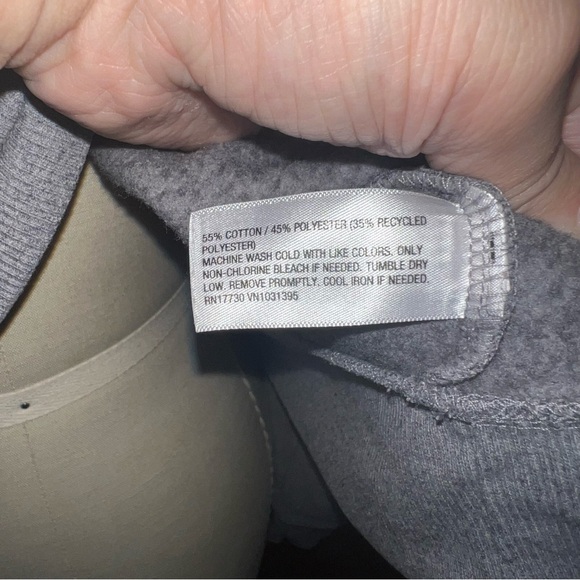 55% COTTON / 45% POLYESTER (35% RECYCLED
POLYESTER)
MACHINE WASH COLD WITH LIKE COLORS. ONLY
NON-CHLORINE BLEACH IF NEEDED. TUMBLE DRY
LOW. REMOVE PROMPTLY. COOL IRON IF NEEDED.
RN17730 VN1031395